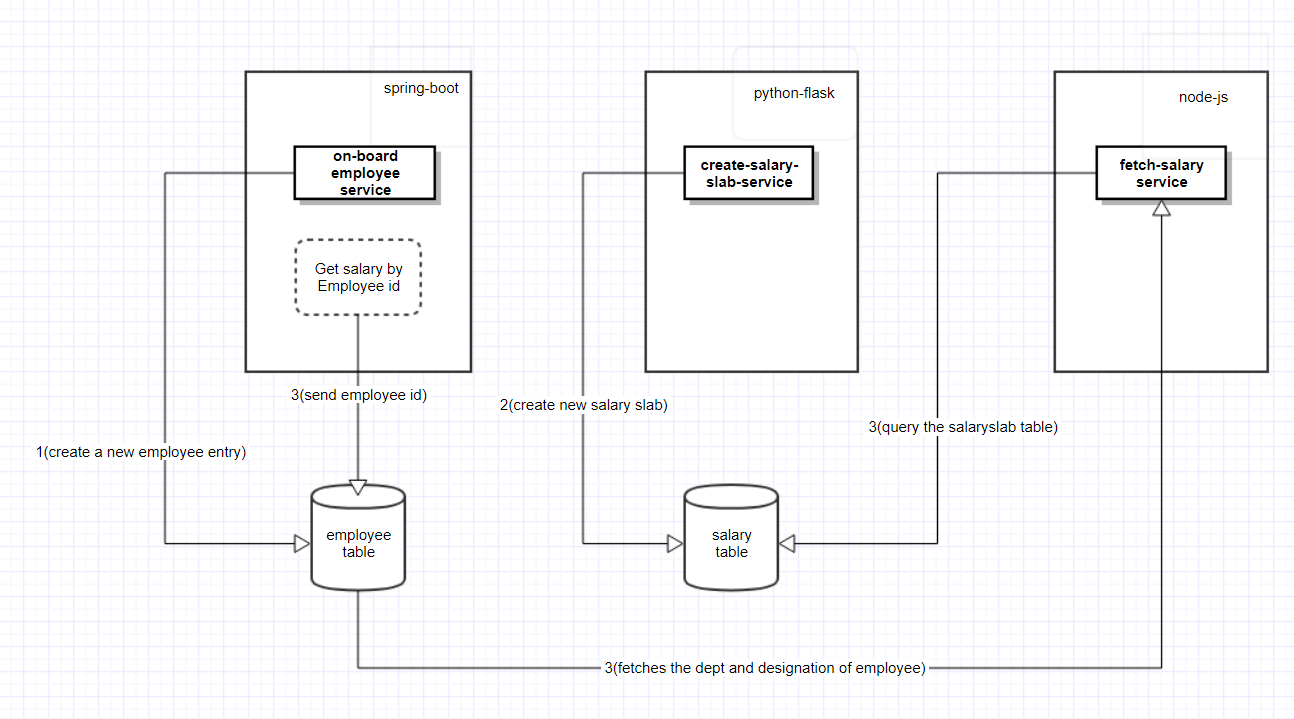 spring-boot
python-flask
node-js
on-board
employee
service
create-salary-
slab-service
fetch-salary
service
Get salary by
Employee id
3(send employee id)
2(create new salary slab)
3(query the salaryslab table)
1(create a new employee entry)
employee
table
salary
table
3(fetches the dept and designation of employee)